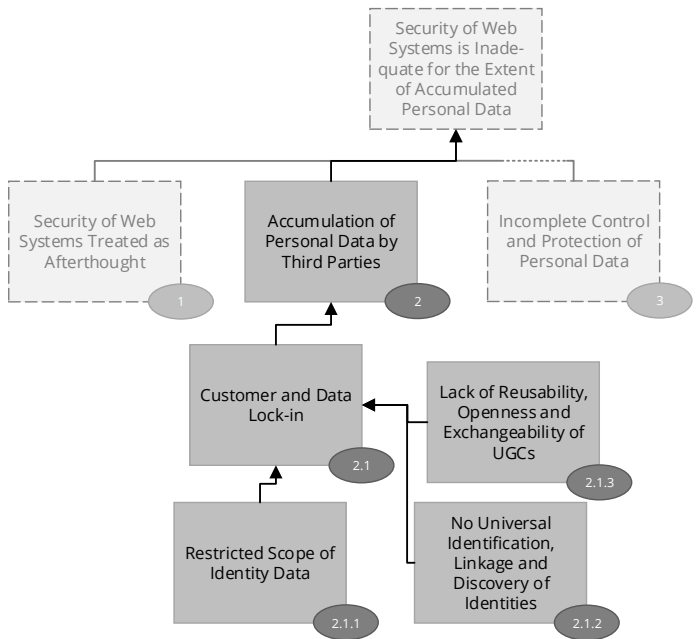 Security of Web
Systems is Inade-
quate for the Extent
of Accumulated
Personal Data
Security of Web
Systems Treated as
Afterthought
1
Accumulation of
Personal Data by
Third Parties
2
Incomplete Control
and Protection of
Personal Data
3
Customer and Data
Lock-in
2.1
Lack of Reusability,
Openness and
Exchangeability of
UGCs
2.1.3
Restricted Scope of
Identity Data
2.1.1
No Universal
Identification,
Linkage and
Discovery of
Identities
2.1.2